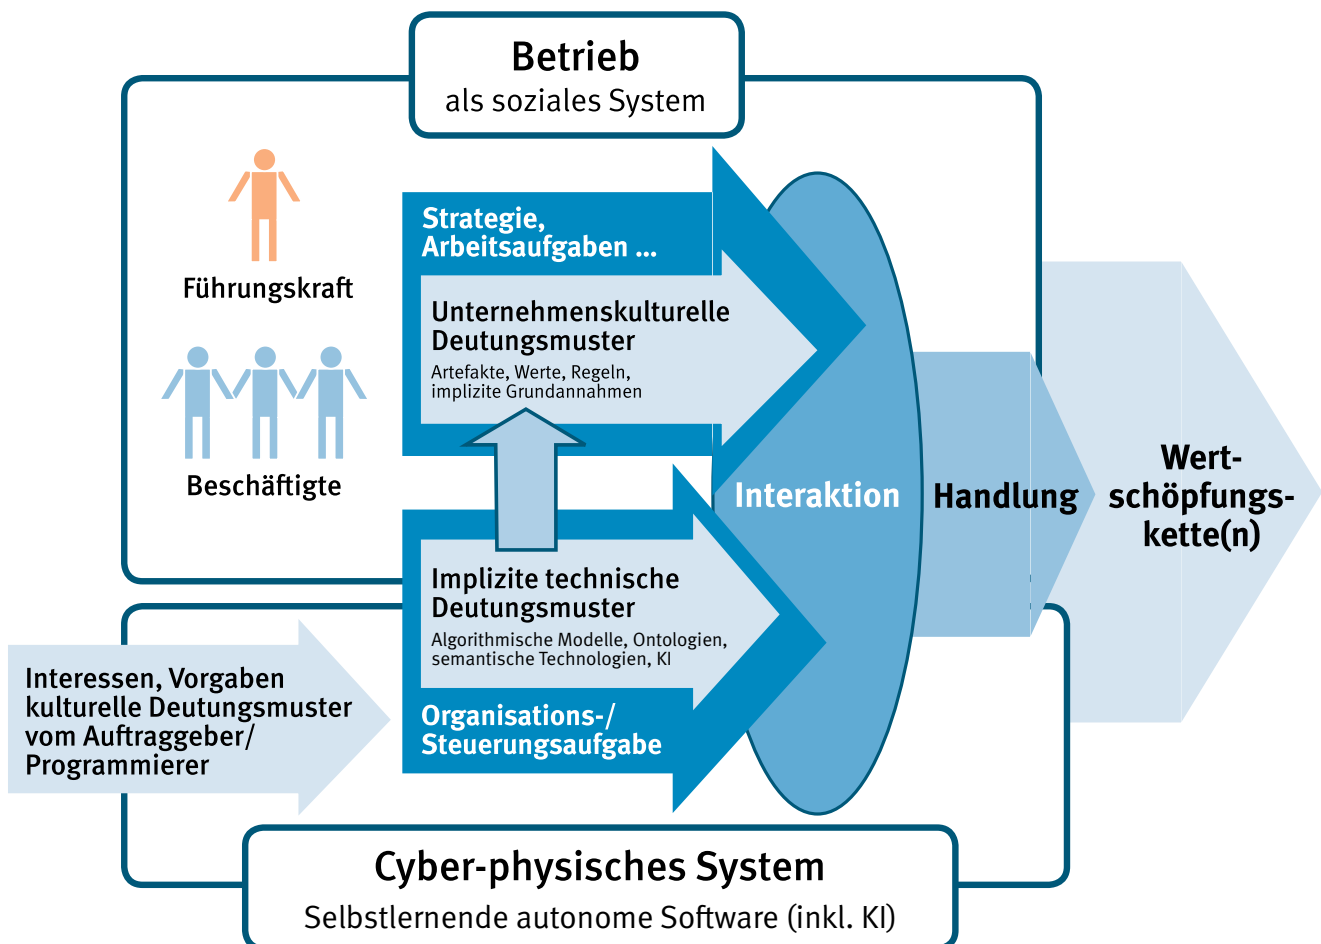 Betrieb
als soziales System
Führungskraft
Beschäftigte
Strategie,
Arbeitsaufgaben ...
Unternehmenskulturelle
Deutungsmuster
Artefakte, Werte, Regeln,
implizite Grundannahmen
Implizite technische
Deutungsmuster
Algorithmische Modelle, Ontologien,
semantische Technologien, KI
Organisations-/
Steuerungsaufgabe
Interessen, Vorgaben
kulturelle Deutungsmuster
vom Auftraggeber/
Programmierer
Interaktion
Handlung
Wert-
schöpfungs-
kette(n)
Cyber-physisches System
Selbstlernende autonome Software (inkl. KI)